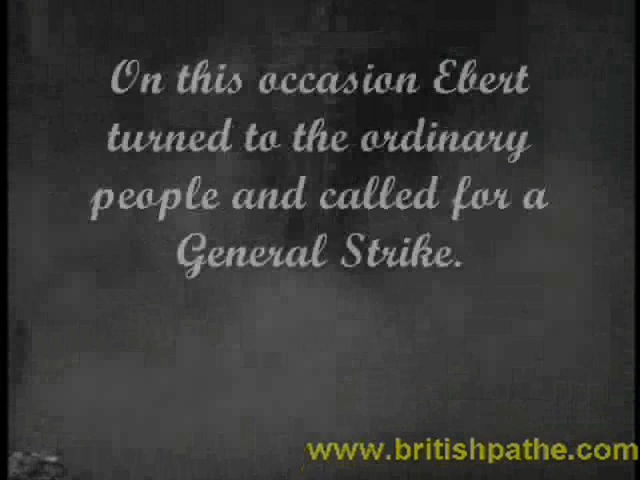 On this occasion Ebert
turned to the ordinary
people and called for a
General Strike.
www.britishpathe.com